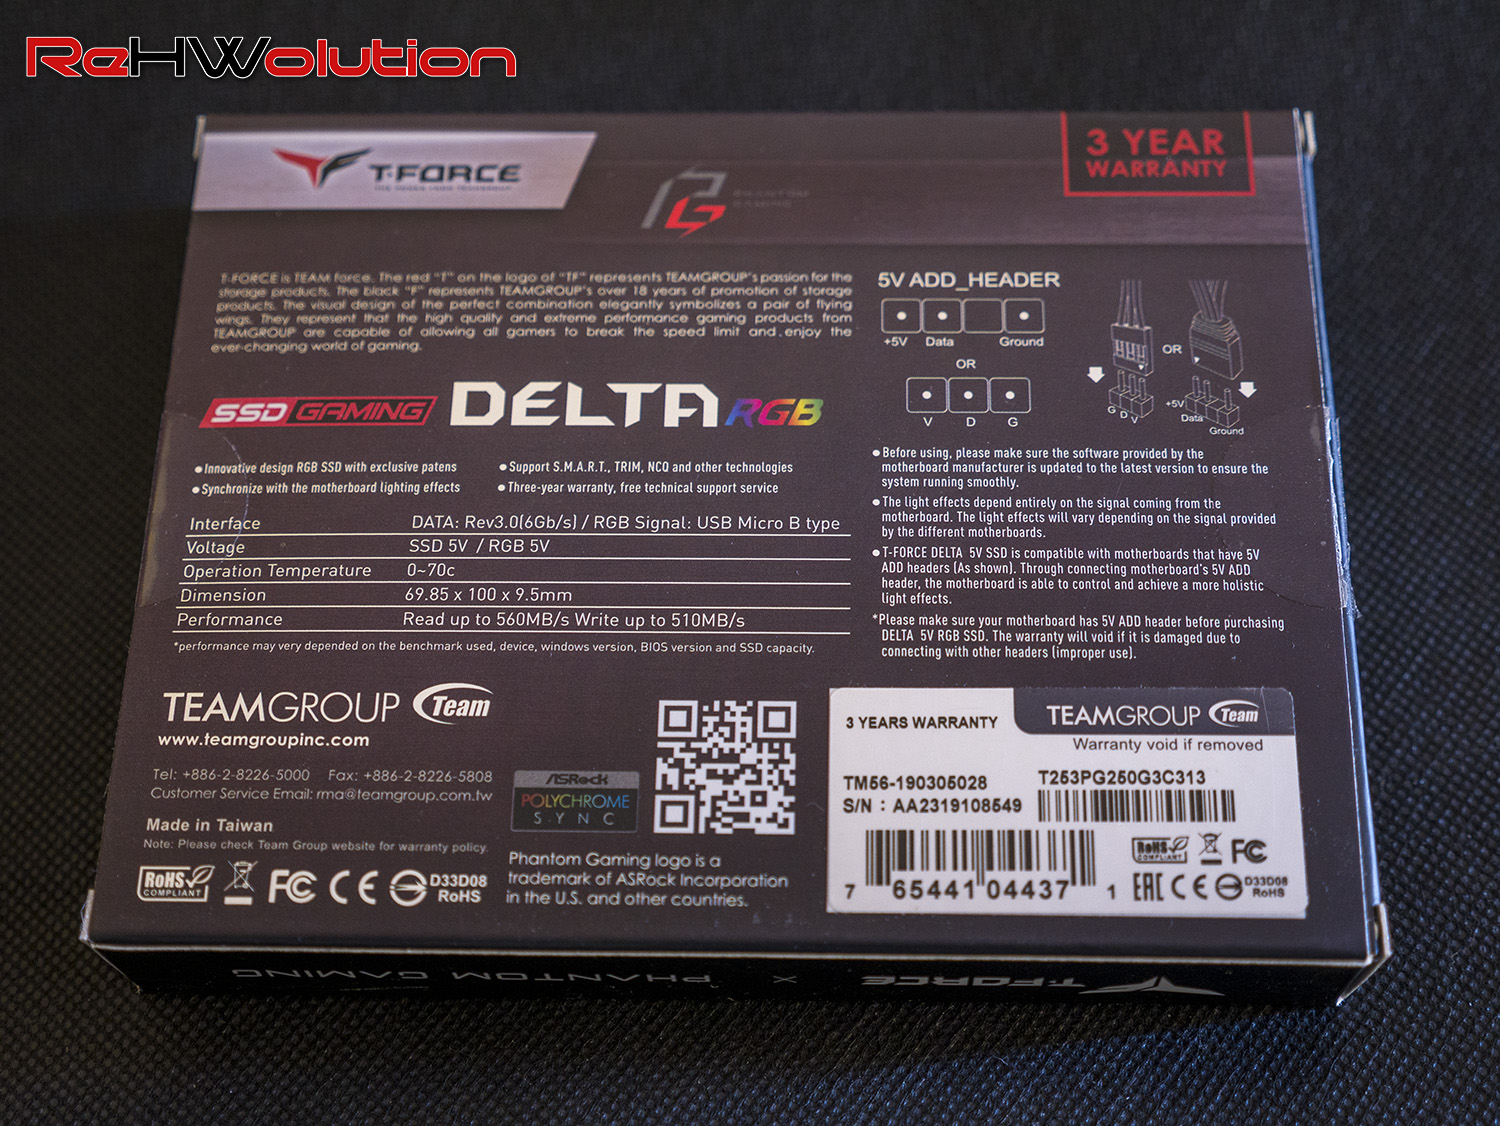 ReHWolution
T-FORCE
PHANTOM
GAMING
3 YEAR
WARRANTY
T-FORCE is TEAM force. The red "T" on the logo of "TF" represents TEAMGROUP's passion for the
storage products. The black "F" represents TEAMGROUP's over 18 years of promotion of storage
products. The visual design of the perfect combination elegantly symbolizes a pair of flying
wings. They represent that the high quality and extreme performance gaming products from
TEAMGROUP are capable of allowing all gamers to break the speed limit and enjoy the
ever-changing world of gaming.
SSD GAMING DELTA RGB
●Innovative design RGB SSD with exclusive patens
●Support S.M.A.R.T., TRIM, NCQ and other technologies
●Synchronize with the motherboard lighting effects
●Three-year warranty, free technical support service
Interface DATA: Rev3.0(6Gb/s) / RGB Signal: USB Micro B type
Voltage SSD 5V / RGB 5V
Operation Temperature 0~70c
Dimension 69.85 x 100 x 9.5mm
Performance Read up to 560MB/s Write up to 510MB/s
*performance may very depended on the benchmark used, device, windows version, BIOS version and SSD capacity.
5V ADD_HEADER
+5V Data Ground
OR
V D G
OR
G D V
+5V
Data
Ground
●Before using, please make sure the software provided by the
motherboard manufacturer is updated to the latest version to ensure the
system running smoothly.
●The light effects depend entirely on the signal coming from the
motherboard. The light effects will vary depending on the signal provided
by the different motherboards.
●T-FORCE DELTA 5V SSD is compatible with motherboards that have 5V
ADD headers (As shown). Through connecting motherboard's 5V ADD
header, the motherboard is able to control and achieve a more holistic
light effects.
*Please make sure your motherboard has 5V ADD header before purchasing
DELTA 5V RGB SSD. The warranty will void if it is damaged due to
connecting with other headers (improper use).
TEAMGROUP Team
www.teamgroupinc.com
Tel: +886-2-8226-5000 Fax: +886-2-8226-5808
Customer Service Email: rma@teamgroup.com.tw
Made in Taiwan
Note: Please check Team Group website for warranty policy.
RoHS
COMPLIANT
FC CE
D33D08
RoHS
ASRock
POLYCHROME
SYNC
Phantom Gaming logo is a
trademark of ASRock Incorporation
in the U.S. and other countries.
3 YEARS WARRANTY
TEAMGROUP Team
Warranty void if removed
TM56-190305028
T253PG250G3C313
S/N : AA2319108549
7 65441 04437 1
RoHS
COMPLIANT
FC
EAC CE
D33D08
RoHS
T-FORCE X PHANTOM GAMING